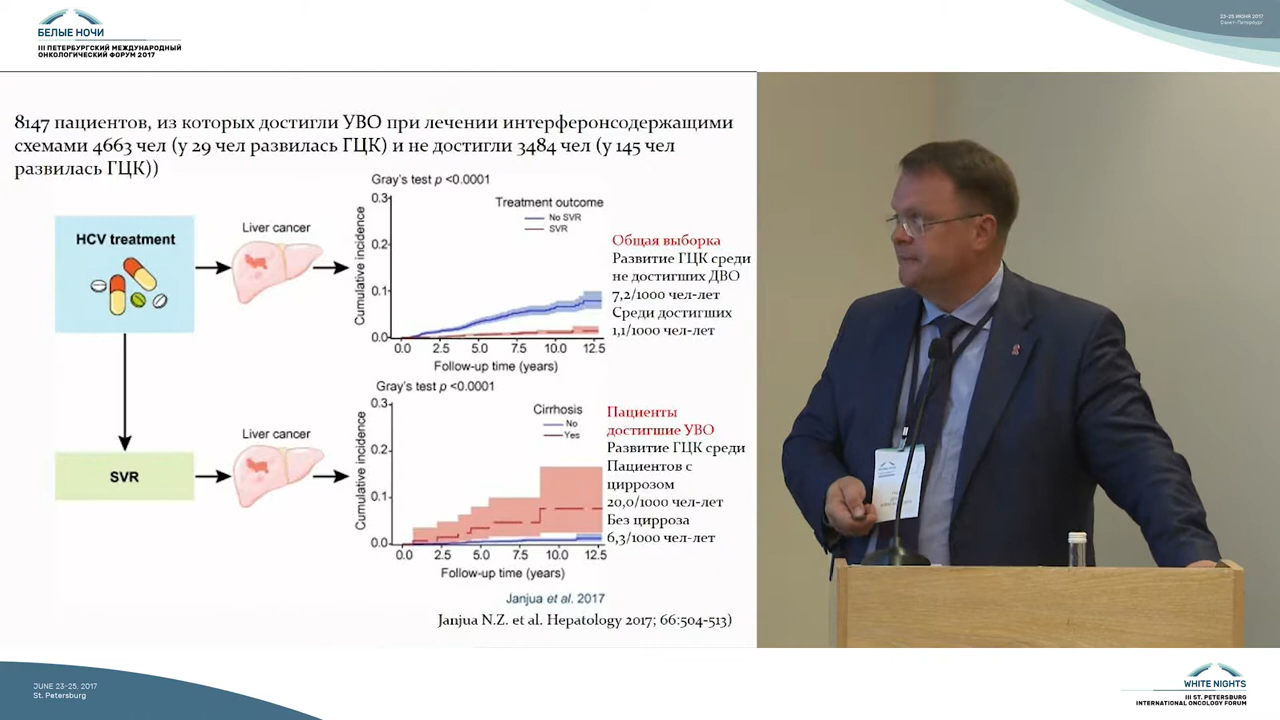 БЕЛЫЕ НОЧИ
III ПЕТЕРБУРГСКИЙ МЕЖДУНАРОДНЫЙ
ОНКОЛОГИЧЕСКИЙ ФОРУМ 2017
23-25 ИЮНЯ 2017
Санкт-Петербург
8147 пациентов, из которых достигли УВО при лечении интерферонсодержащими
схемами 4663 чел (у 29 чел развилась ГЦК) и не достигли 3484 чел (у 145 чел
развилась ГЦК))
HCV treatment
Liver cancer
Gray's test p <0.0001
Treatment outcome
No SVR
SVR
Cumulative incidence
0.3
0.2
0.1
0.0
0.0 2.5 5.0 7.5 10.0 12.5
Follow-up time (years)
Общая выборка
Развитие ГЦК среди
не достигших ДВО
7,2/1000 чел-лет
Среди достигших
1,1/1000 чел-лет
SVR
Liver cancer
Gray's test p <0.0001
Cirrhosis
No
Yes
Cumulative incidence
0.3
0.2
0.1
0.0
0.0 2.5 5.0 7.5 10.0 12.5
Follow-up time (years)
Пациенты
достигшие УВО
Развитие ГЦК среди
Пациентов с
циррозом
20,0/1000 чел-лет
Без цирроза
6,3/1000 чел-лет
Janjua et al. 2017
Janjua N.Z. et al. Hepatology 2017; 66:504-513)
JUNE 23-25, 2017
St. Petersburg
WHITE NIGHTS
III ST. PETERSBURG
INTERNATIONAL ONCOLOGY FORUM